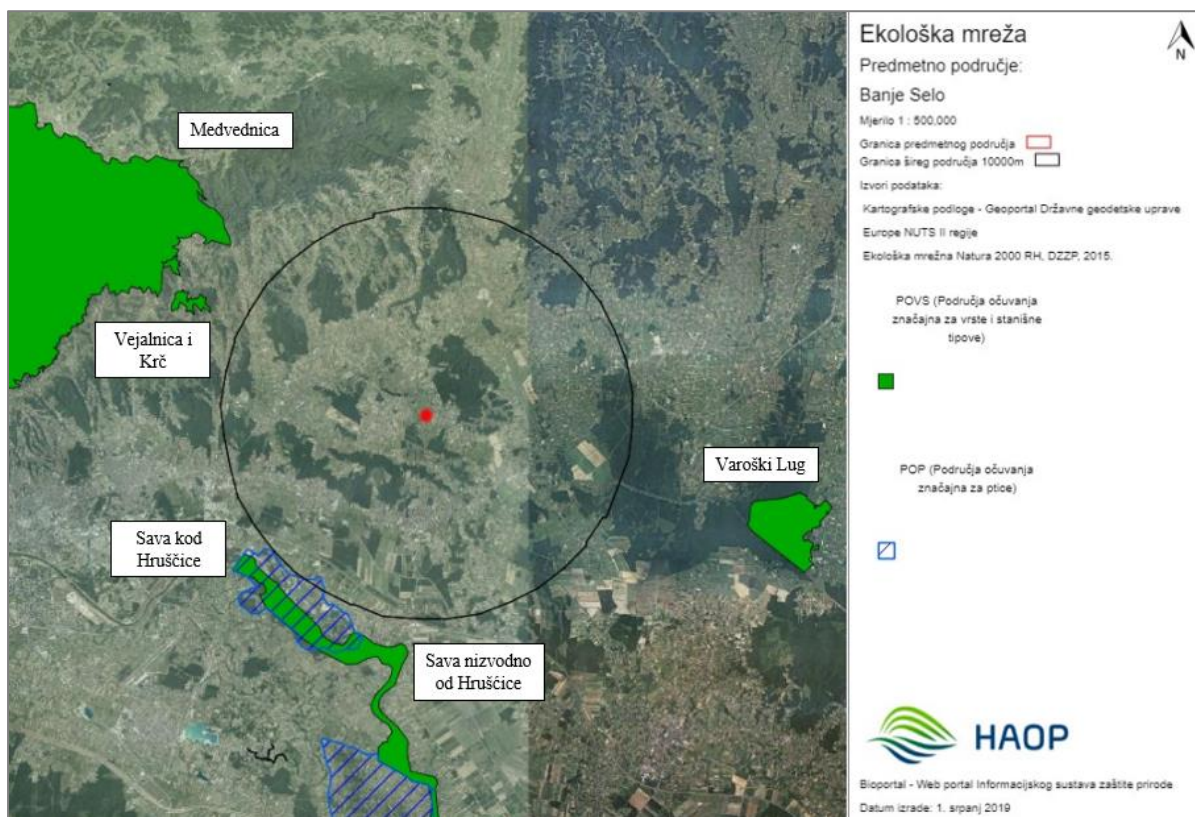 Medvednica
Vejalnica i
Krč
Sava kod
Hruščice
Sava nizvodno
od Hrušćice
Varoški Lug
Ekološka mreža
N
Predmetno područje:
Banje Selo
Mjerilo 1 : 500,000
Granica predmetnog područja
Granica šireg područja 10000m
Izvori podataka:
Kartografske podloge - Geoportal Državne geodetske uprave
Europe NUTS II regije
Ekološka mrežna Natura 2000 RH, DZZP, 2015.
POVS (Područja očuvanja
značajna za vrste i stanišne
tipove)
POP (Područja očuvanja
značajna za ptice)
HAOP
Bioportal - Web portal Informacijskog sustava zaštite prirode
Datum izrade: 1. srpanj 2019